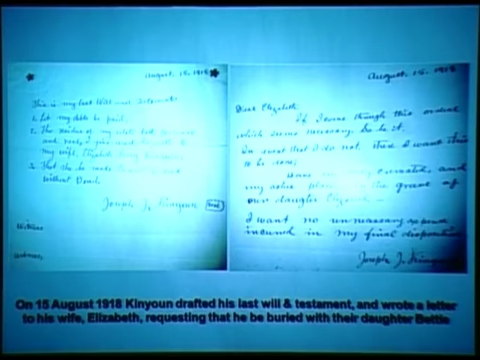 August 15, 1918
This is my last Will and Testament
1. Let my debts be paid.
2. The residue of my estate both
and
my wife, Elizabeth
3. That she be made
without Bond.
Joseph J. Kinyoun
Witness
Witness,
August 15 - 1918
Dear Elizabeth
If I come through this ordeal
which seems necessary. So be it.
In event that I do not, then I want this
to be done;
Have my cremated, and
my ashes placed in the grave of
our daughter
I want no unnecessary expense
incurred in my final disposition
Joseph J. Kinyoun
On 15 August 1918 Kinyoun drafted his last will & testament, and wrote a letter
to his wife, Elizabeth, requesting that he be buried with their daughter Bettie